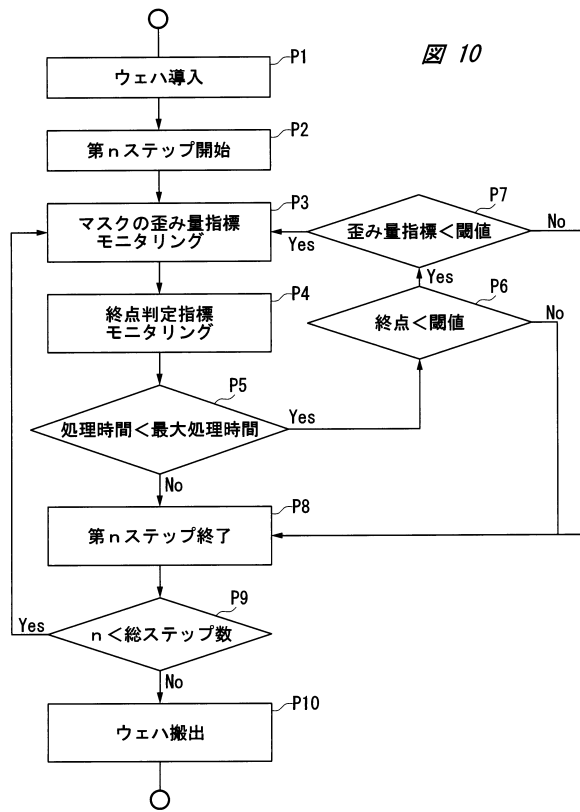 図 10
P1
ウェハ導入
P2
第nステップ開始
P3
マスクの歪み量指標
モニタリング
P7
歪み量指標<閾値
Yes
No
P4
終点判定指標
モニタリング
Yes
P6
終点<閾値
No
P5
処理時間<最大処理時間
Yes
No
P8
第nステップ終了
P9
n<総ステップ数
Yes
No
P10
ウェハ搬出